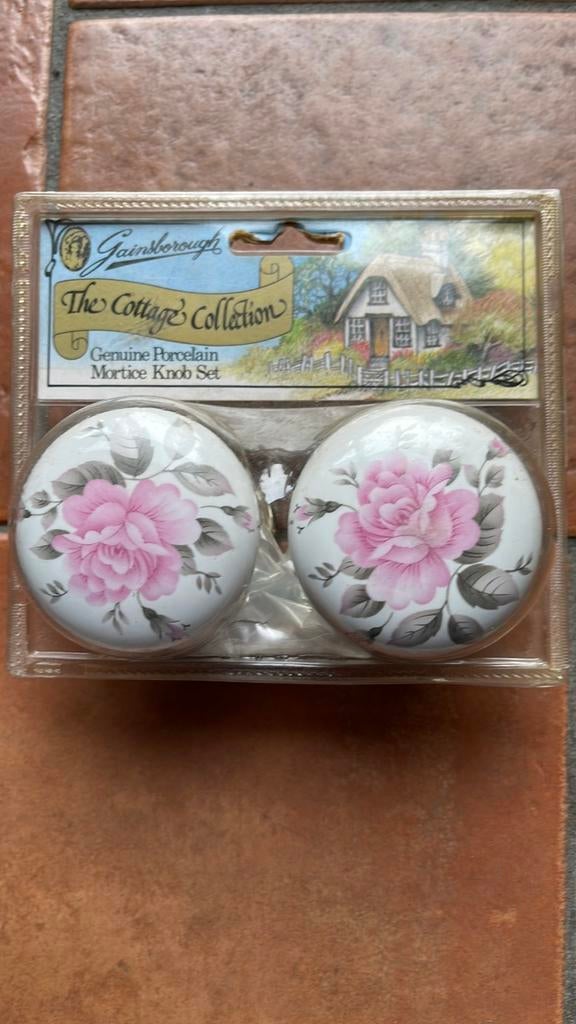 Gainsborough
The Cottage Collection
Genuine Porcelain
Mortice Knob Set